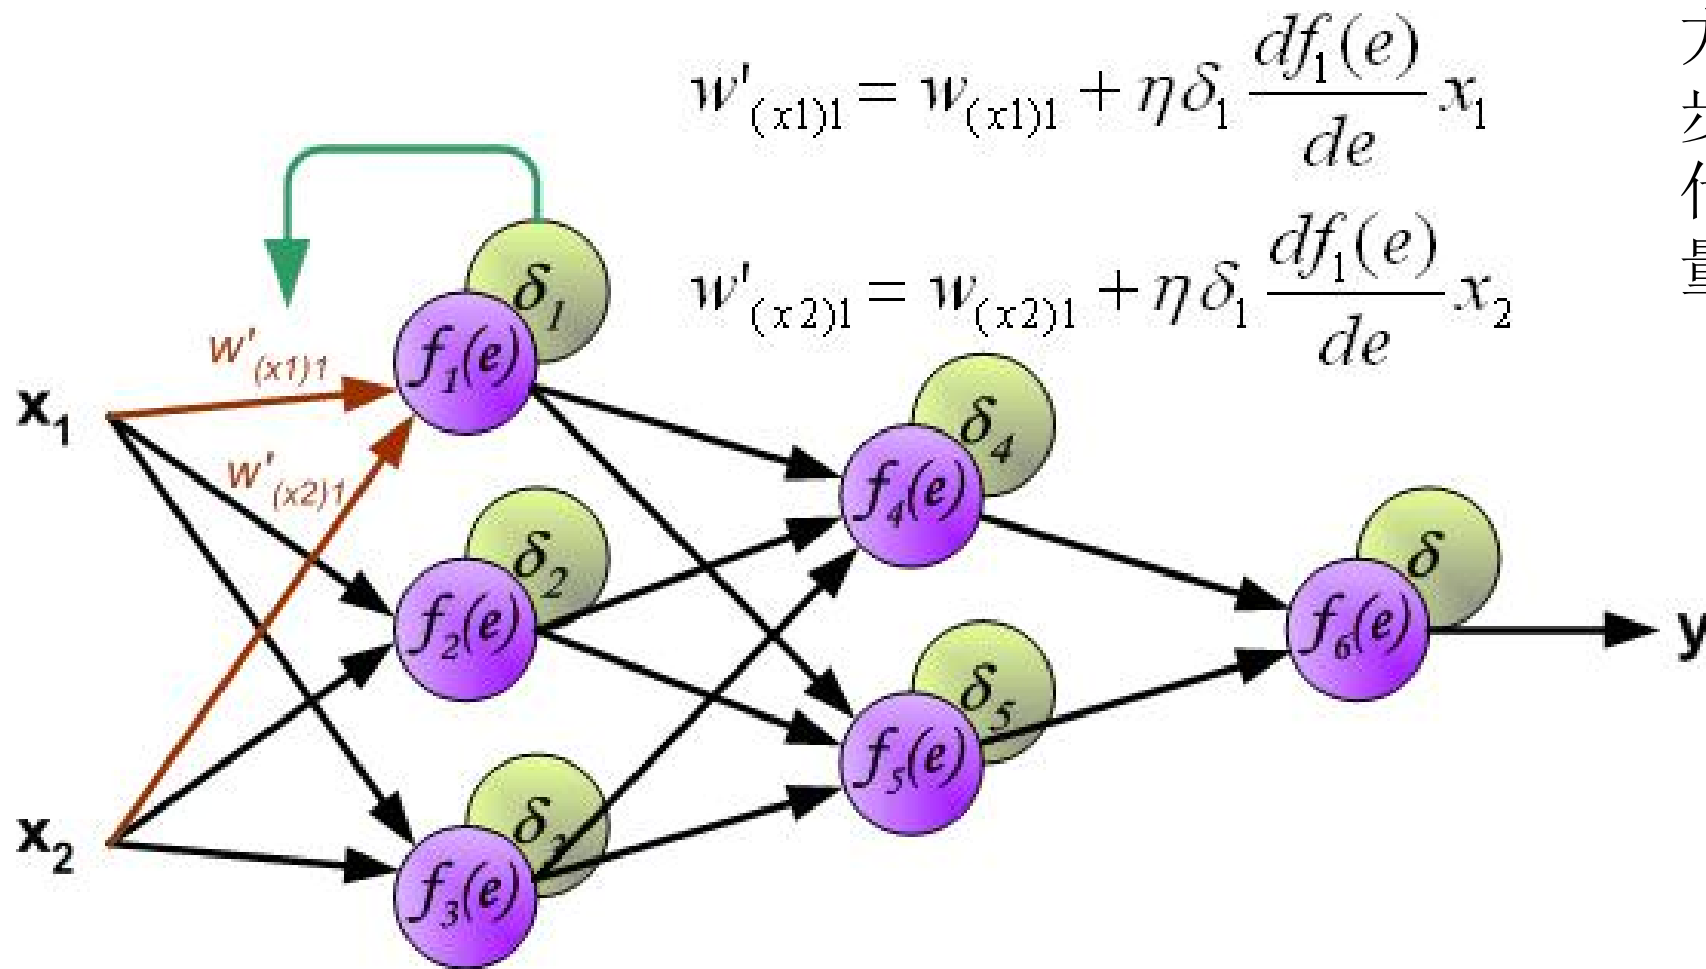 w'₍ₓ₁₎₁ = w₍ₓ₁₎₁ + ηδ₁ df₁(e)/de x₁
w'₍ₓ₂₎₁ = w₍ₓ₂₎₁ + ηδ₁ df₁(e)/de x₂
量
δ₁
f₁(e)
w'₍ₓ₁₎₁
x₁
w'₍ₓ₂₎₁
δ₄
f₄(e)
δ₂
f₂(e)
δ
f₆(e)
y
δ₅
f₅(e)
δ₃
f₃(e)
x₂